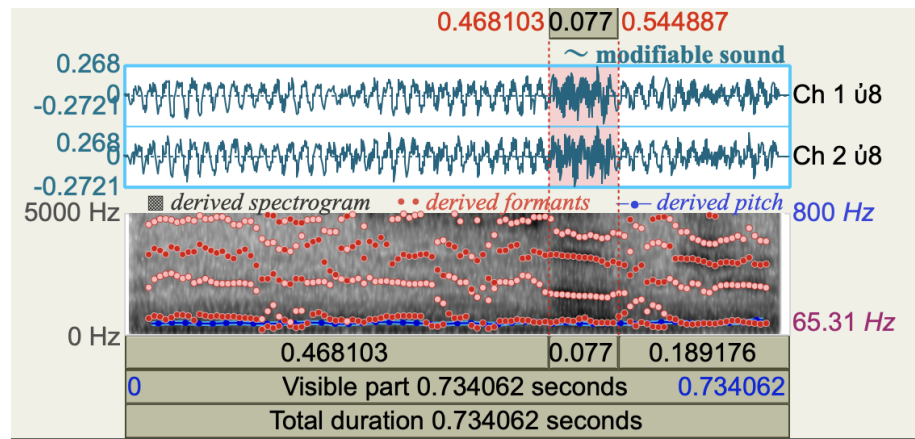 0.468103 0.077 0.544887
~ modifiable sound
0.268
0
-0.2721
Ch 1
0.268
0
-0.2721
Ch 2
derived spectrogram derived formants derived pitch
5000 Hz 800 Hz
0 Hz 65.31 Hz
0.468103 0.077 0.189176
0 Visible part 0.734062 seconds 0.734062
Total duration 0.734062 seconds